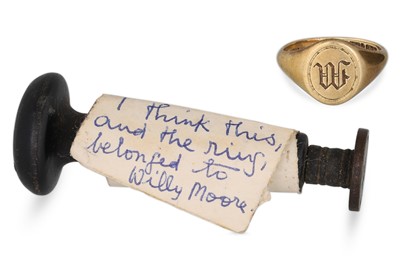 I think this,
and the ring,
belonged to
Willy Moore.
W